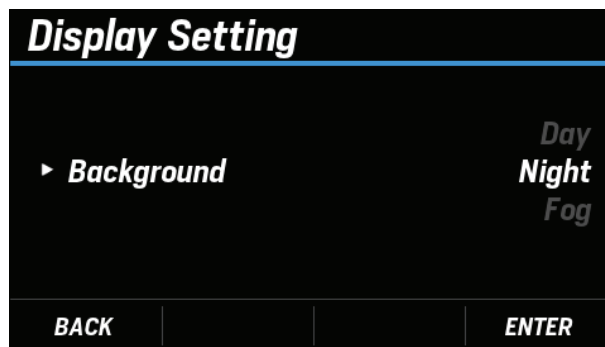 Display Setting
Day
Background Night
Fog
BACK ENTER